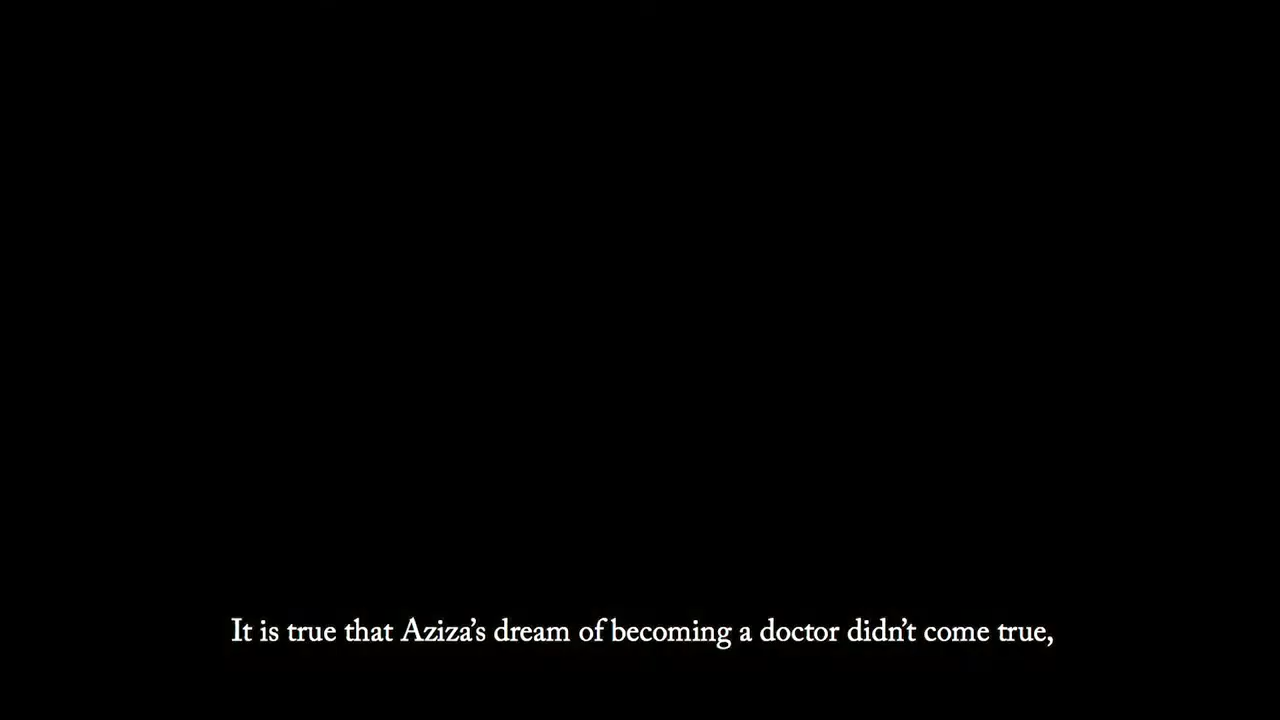 It is true that Aziza’s dream of becoming a doctor didn’t come true,